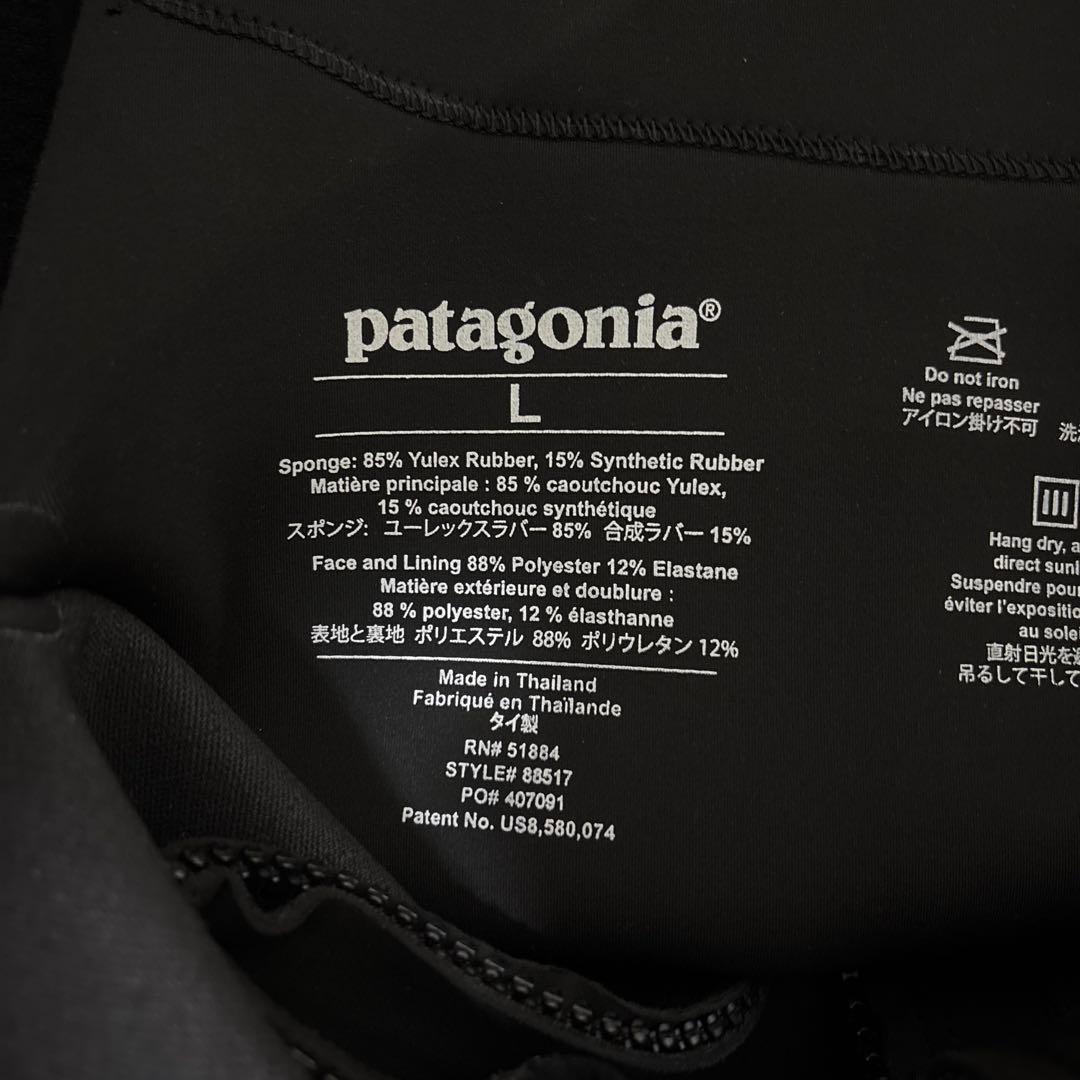 patagonia®
L
Sponge: 85% Yulex Rubber, 15% Synthetic Rubber
Matière principale : 85 % caoutchouc Yulex,
15 % caoutchouc synthétique
スポンジ: ユーレックスラバー 85% 合成ラバー 15%
Face and Lining 88% Polyester 12% Elastane
Matière extérieure et doublure :
88 % polyester, 12 % élasthanne
表地と裏地 ポリエステル 88% ポリウレタン 12%
Made in Thailand
Fabriqué en Thaïlande
タイ製
RN# 51884
STYLE# 88517
PO# 407091
Patent No. US8,580,074
Do not iron
Ne pas repasser
アイロン掛け不可
Hang dry,
direct
Suspendre
éviter
au
直射日光を
吊るして干して